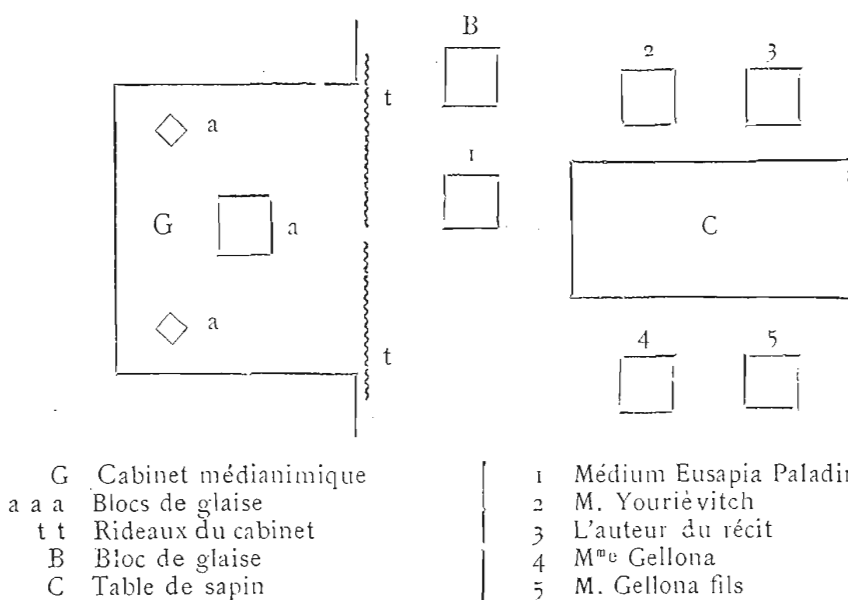 B
2 3
t
a
1
G a C
a
t
4 5
G Cabinet médianimique
a a a Blocs de glaise
t t Rideaux du cabinet
B Bloc de glaise
C Table de sapin
1 Médium Eusapia Paladin
2 M. Youriévitch
3 L'auteur du récit
4 Mme Gellona
5 M. Gellona fils